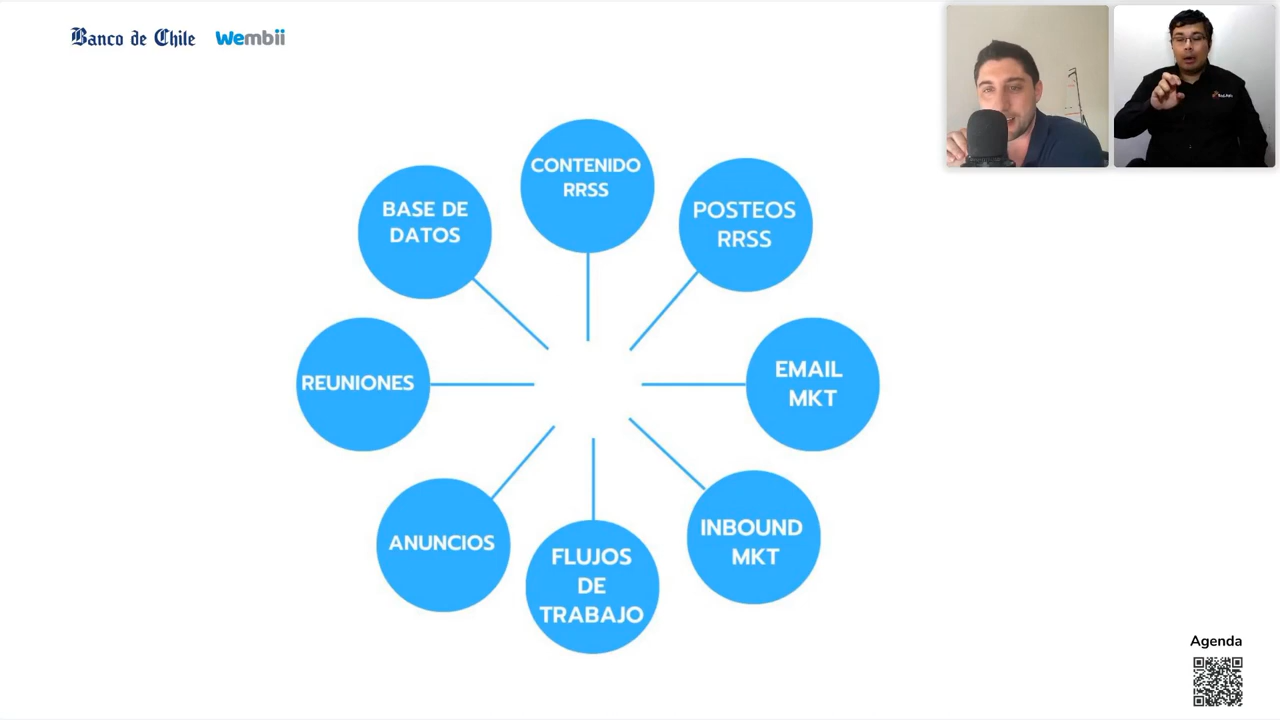 Banco de Chile Wembii
CONTENIDO
RRSS
BASE DE
DATOS
POSTEOS
RRSS
REUNIONES
EMAIL
MKT
ANUNCIOS
FLUJOS
DE
TRABAJO
INBOUND
MKT
Agenda